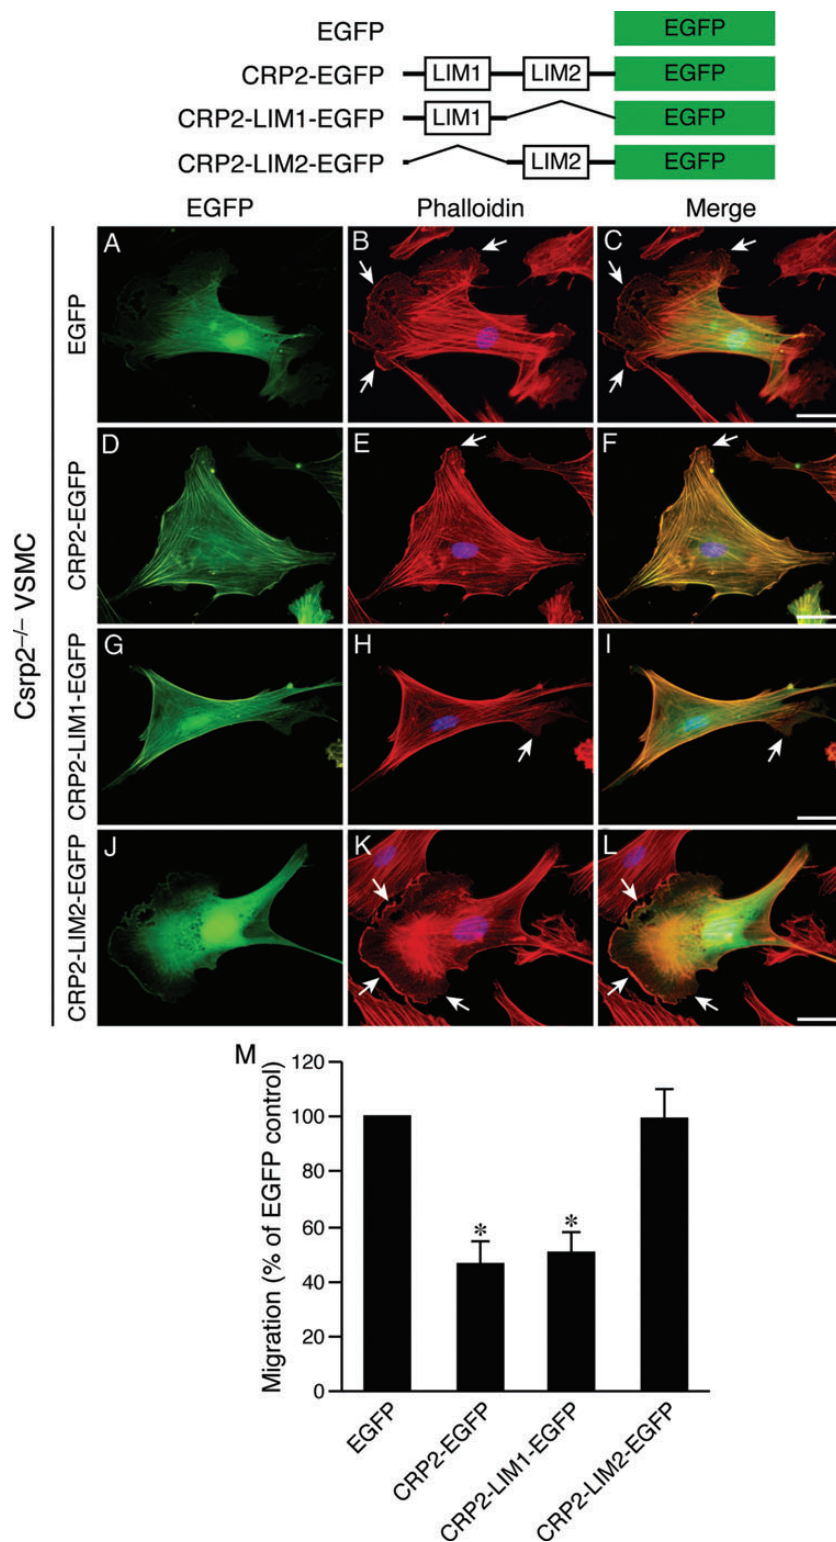 EGFP EGFP
CRP2-EGFP LIM1 LIM2 EGFP
CRP2-LIM1-EGFP LIM1 EGFP
CRP2-LIM2-EGFP LIM2 EGFP
EGFP Phalloidin Merge
Csrp2−/− VSMC
EGFP
A B C
CRP2-EGFP
D E F
CRP2-LIM1-EGFP
G H I
CRP2-LIM2-EGFP
J K L
M
Migration (% of EGFP control)
120
100
80
60
40
20
0
* *
EGFP
CRP2-EGFP
CRP2-LIM1-EGFP
CRP2-LIM2-EGFP